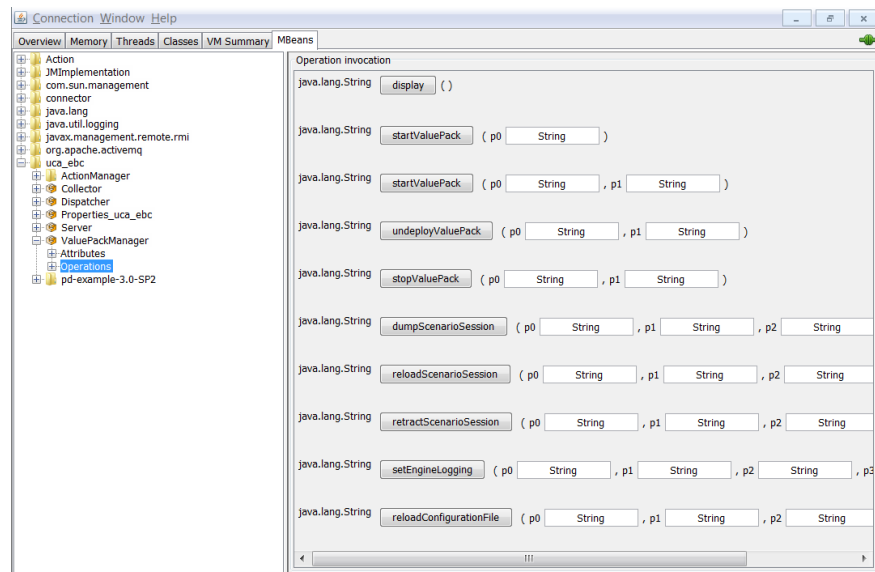 Connection Window Help
Overview Memory Threads Classes VM Summary MBeans
Action
JMImplementation
com.sun.management
connector
java.lang
java.util.logging
javax.management.remote.rmi
org.apache.activemq
uca_ebc
ActionManager
Collector
Dispatcher
Properties_uca_ebc
Server
ValuePackManager
Attributes
Operations
pd-example-3.0-SP2
Operation invocation
java.lang.String display ( )
java.lang.String startValuePack ( p0 String )
java.lang.String startValuePack ( p0 String , p1 String )
java.lang.String undeployValuePack ( p0 String , p1 String )
java.lang.String stopValuePack ( p0 String , p1 String )
java.lang.String dumpScenarioSession ( p0 String , p1 String , p2 String
java.lang.String reloadScenarioSession ( p0 String , p1 String , p2 String
java.lang.String retractScenarioSession ( p0 String , p1 String , p2 String
java.lang.String setEngineLogging ( p0 String , p1 String , p2 String , p3
java.lang.String reloadConfigurationFile ( p0 String , p1 String , p2 String